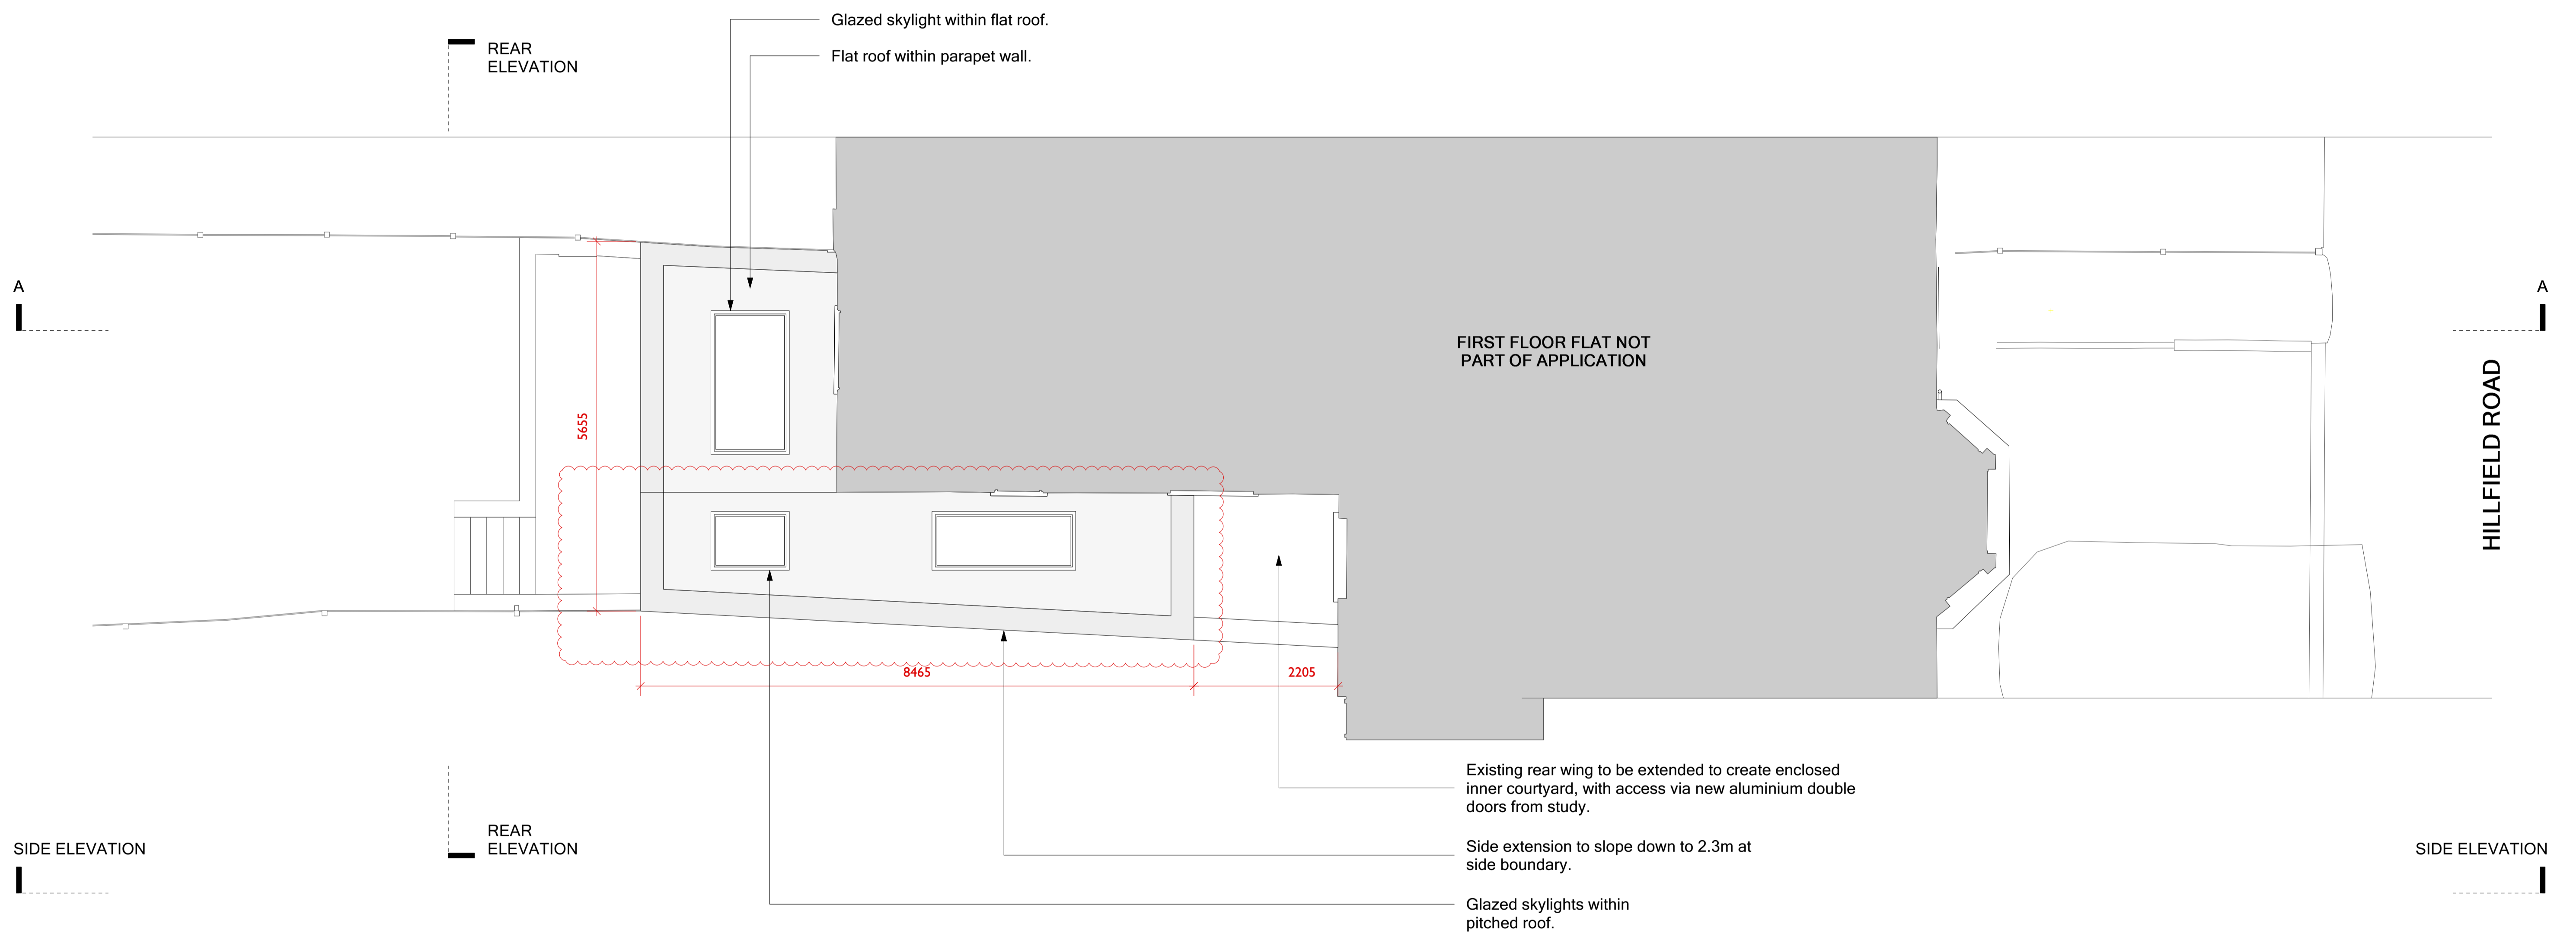 Glazed skylight within flat roof.
REAR
ELEVATION
Flat roof within parapet wall.
A
A
FIRST FLOOR FLAT NOT
PART OF APPLICATION
HILLFIELD ROAD
5655
8465
2205
Existing rear wing to be extended to create enclosed
inner courtyard, with access via new aluminium double
doors from study.
REAR
ELEVATION
SIDE ELEVATION
Side extension to slope down to 2.3m at
side boundary.
SIDE ELEVATION
Glazed skylights within
pitched roof.